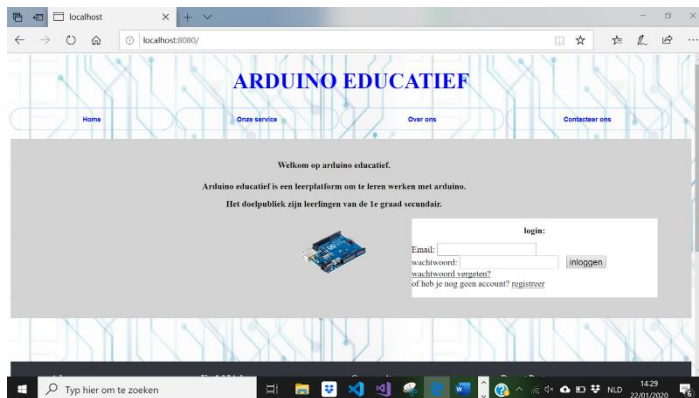 localhost
localhost:8080/
ARDUINO EDUCATIEF
Home
Onze service
Over ons
Contacteer ons
Welkom op arduino educatief.
Arduino educatief is een leerplatform om te leren werken met arduino.
Het doelpubliek zijn leerlingen van de 1e graad secundair.
login:
Email:
wachtwoord:
inloggen
wachtwoord vergeten?
of heb je nog geen account? registreer
Typ hier om te zoeken
NLD
14:29
22/01/2020